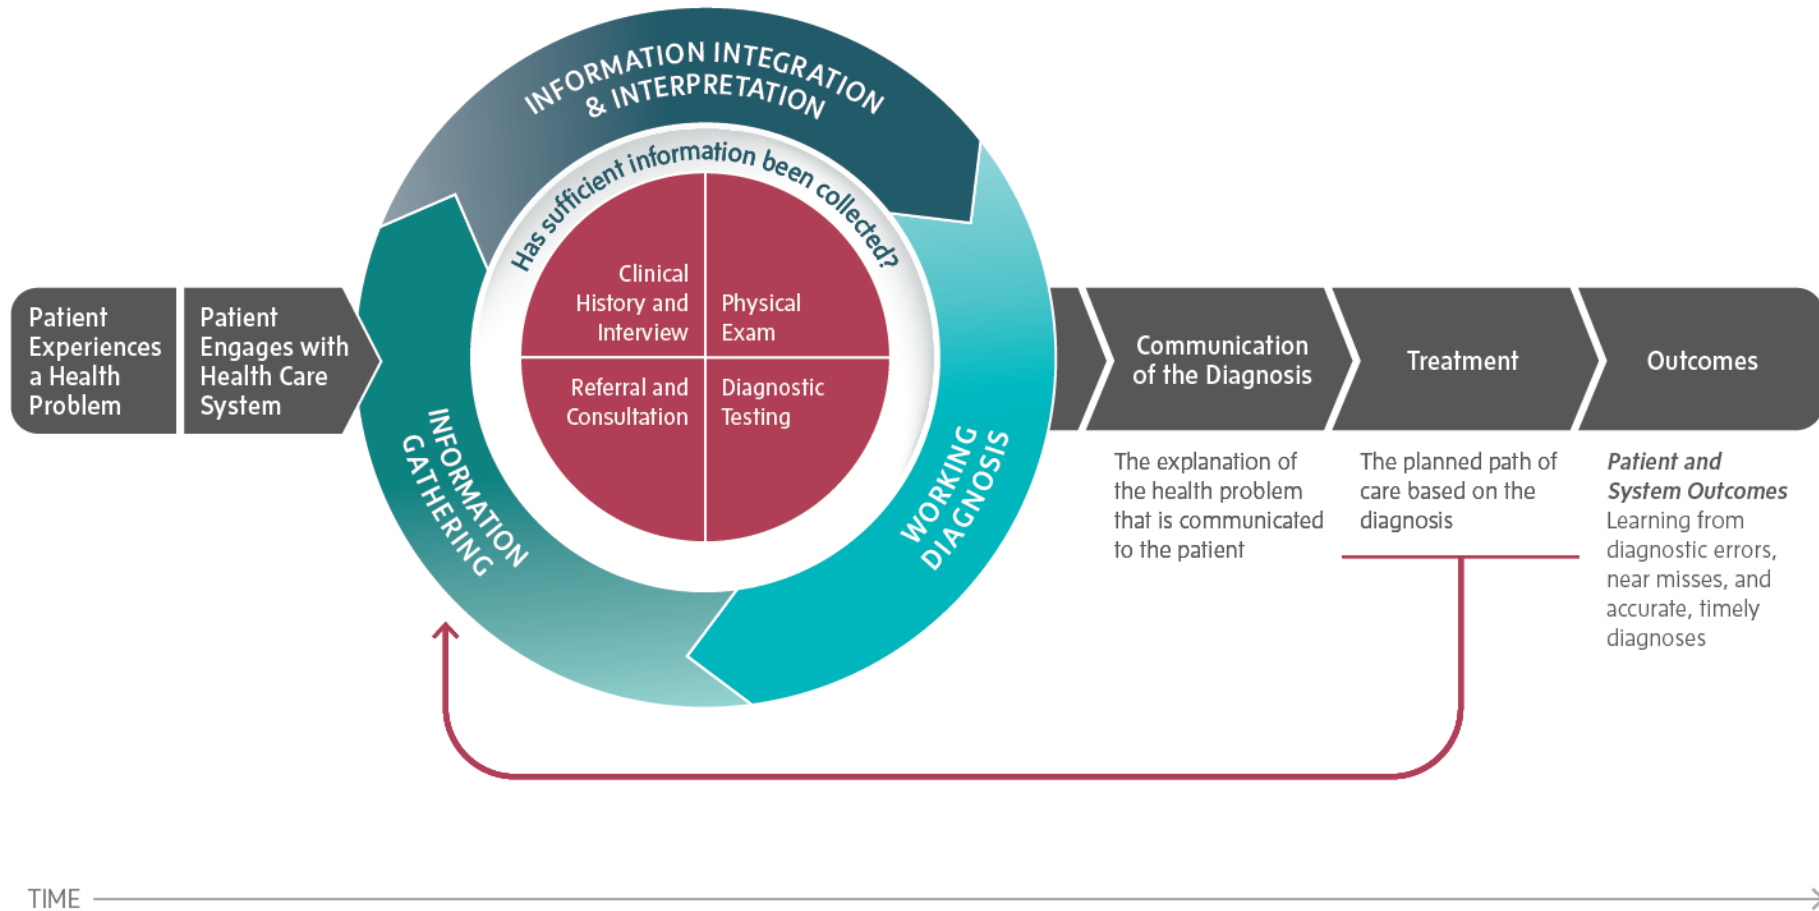 INFORMATION INTEGRATION
& INTERPRETATION
Has sufficient information been collected?
Clinical
History and
Interview
Physical
Exam
Referral and
Consultation
Diagnostic
Testing
INFORMATION
GATHERING
WORKING
DIAGNOSIS
Patient
Experiences
a Health
Problem
Patient
Engages with
Health Care
System
Communication
of the Diagnosis
Treatment
Outcomes
The explanation of
the health problem
that is communicated
to the patient
The planned path of
care based on the
diagnosis
Patient and
System Outcomes
Learning from
diagnostic errors,
near misses, and
accurate, timely
diagnoses
TIME